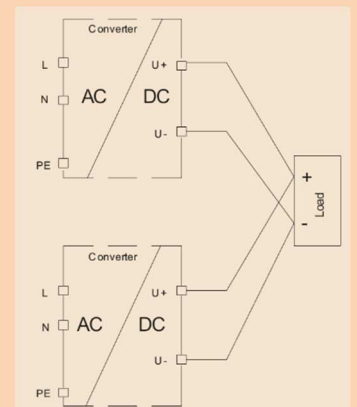 Converter
L
U+
N
AC
DC
U-
PE
+
Load
-
Converter
L
U+
N
AC
DC
U-
PE